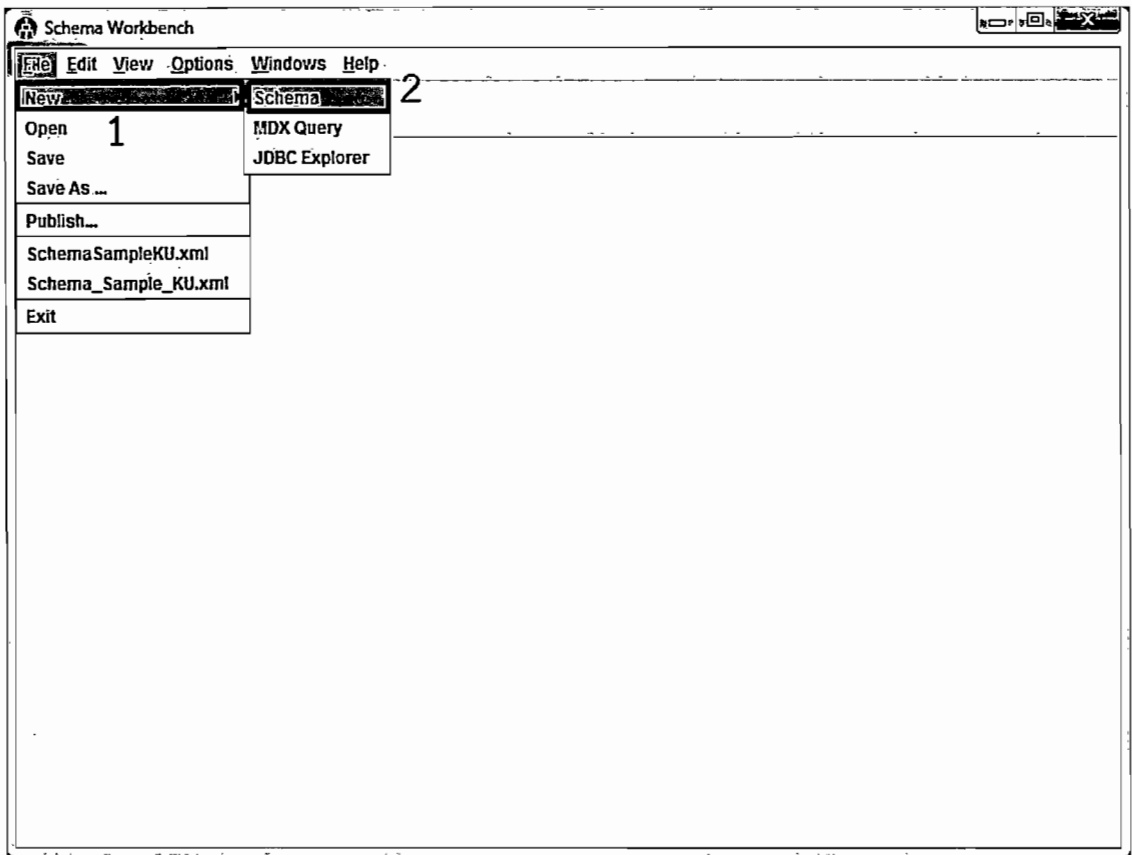 Schema Workbench
File Edit View Options Windows Help
New Schema 2
Open 1 MDX Query
Save JDBC Explorer
Save As ...
Publish...
SchemaSampleKU.xml
Schema_Sample_KU.xml
Exit